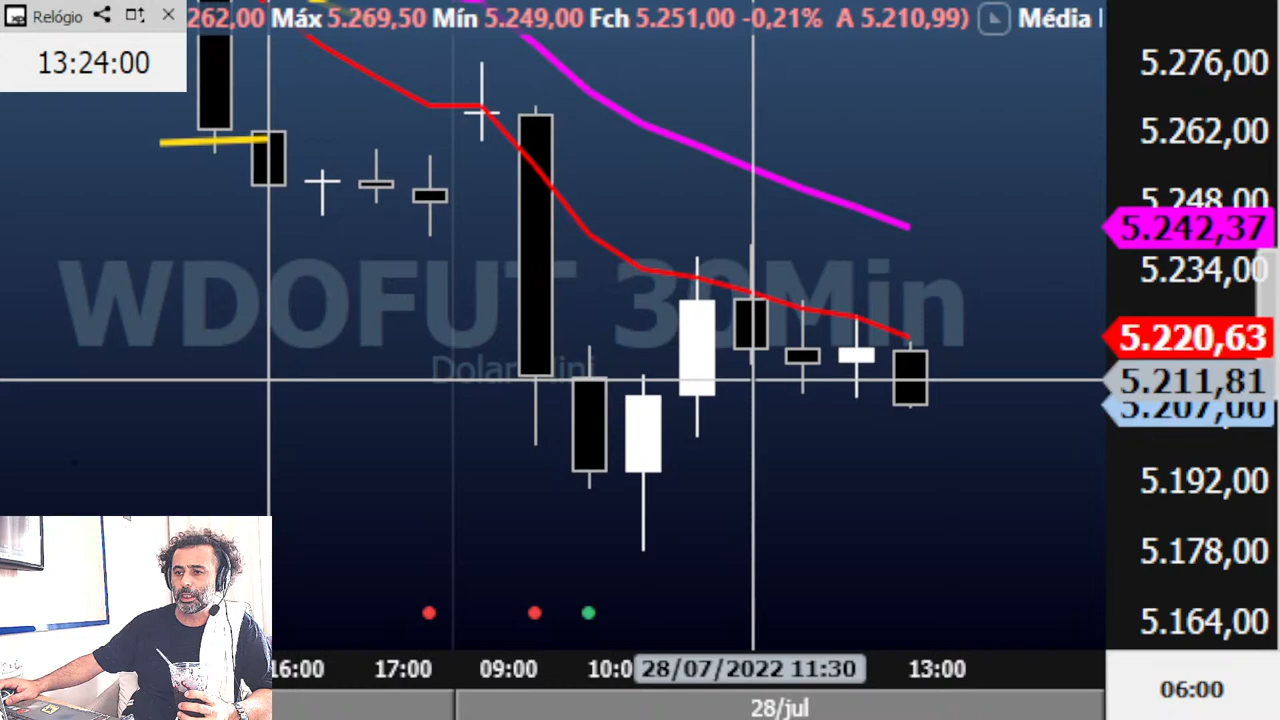 Relógio
262,00 Máx 5.269,50 Mín 5.249,00 Fch 5.251,00 -0,21% A 5.210,99) Média
13:24:00
5.276,00
5.262,00
5.248,00
5.242,37
5.234,00
WDOFUT 30Min
5.220,63
Dolar Mini
5.211,81
5.207,00
5.192,00
5.178,00
5.164,00
16:00 17:00 09:00 10:0 28/07/2022 11:30 13:00
06:00
28/jul